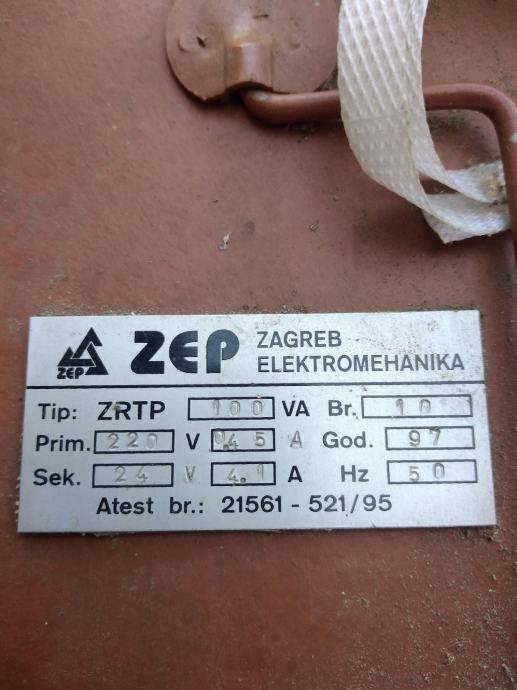 ZEP ZEP ZAGREB
ELEKTROMEHANIKA
Tip: ZRTP 100 VA Br. 10
Prim. 220 V 0.45 A God. 97
Sek. 24 V 4.1 A Hz 50
Atest br.: 21561 - 521/95